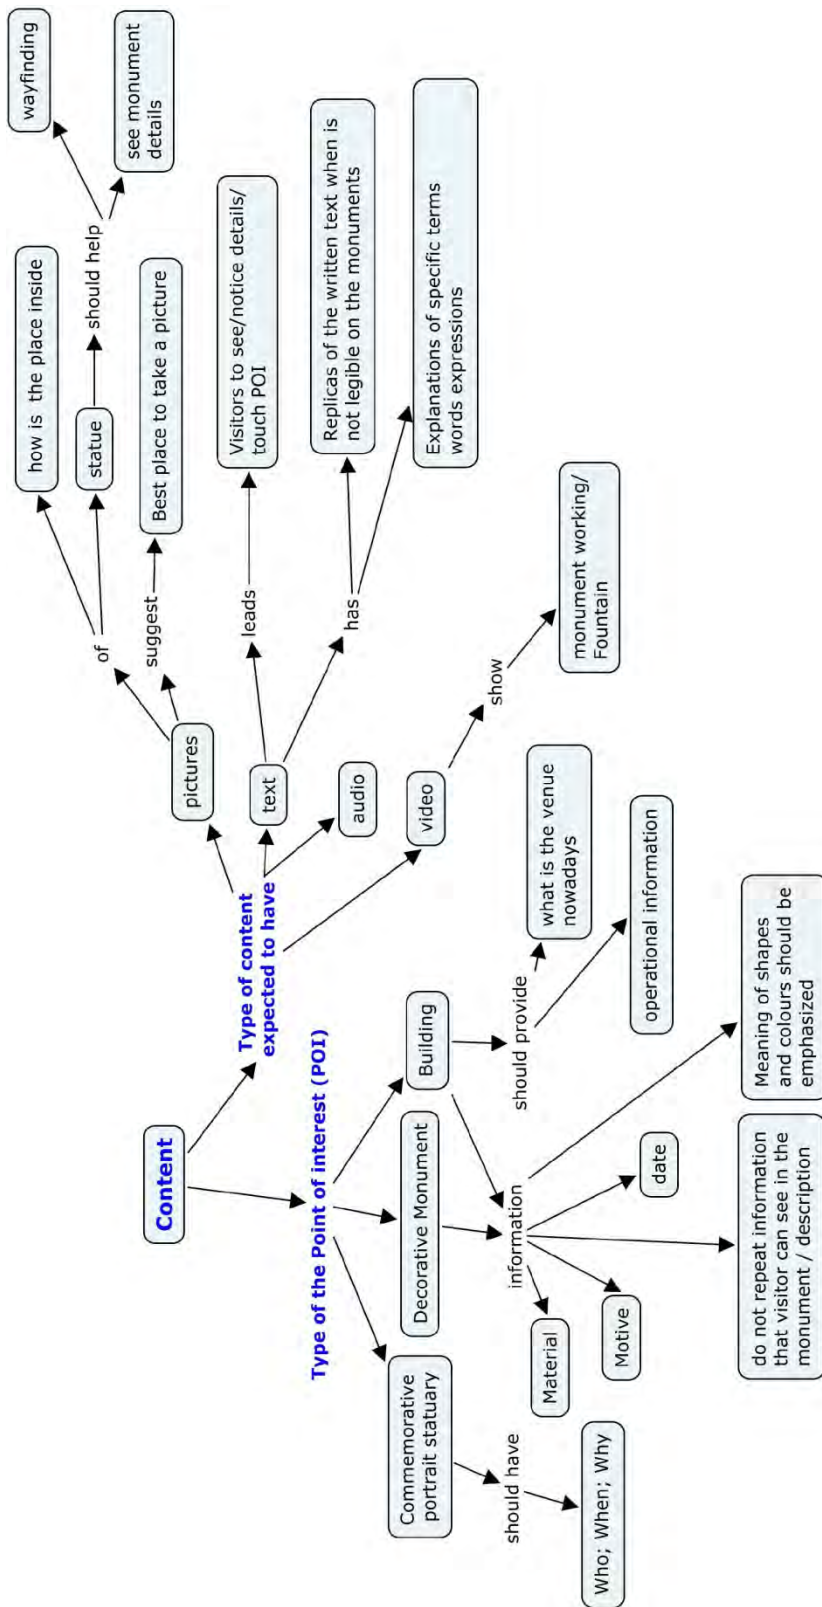 Content
Type of content
expected to have
Type of the Point of interest (POI)
pictures
of
how is the place inside
statue
should help
wayfinding
see monument
details
suggest
Best place to take a picture
text
leads
Visitors to see/notice details/
touch POI
has
Replicas of the written text when is
not legible on the monuments
Explanations of specific terms
words expressions
audio
video
show
monument working/
Fountain
Commemorative
portrait statuary
should have
Who; When; Why
Decorative Monument
Building
information
Material
Motive
do not repeat information
that visitor can see in the
monument / description
date
Meaning of shapes
and colours should be
emphasized
should provide
what is the venue
nowadays
operational information